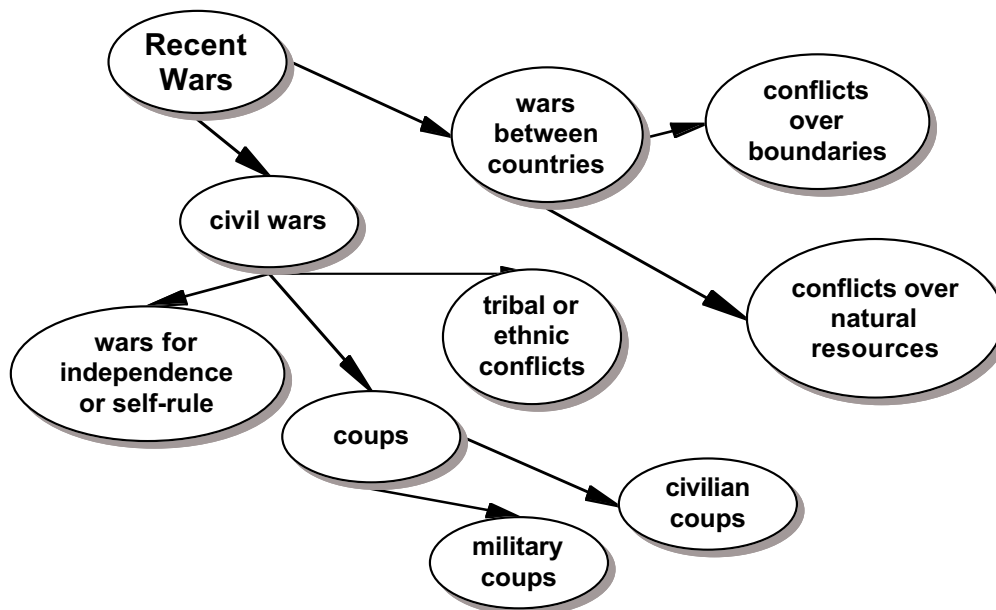 Recent
Wars
wars
between
countries
conflicts
over
boundaries
civil wars
tribal or
ethnic
conflicts
conflicts over
natural
resources
wars for
independence
or self-rule
coups
civilian
coups
military
coups